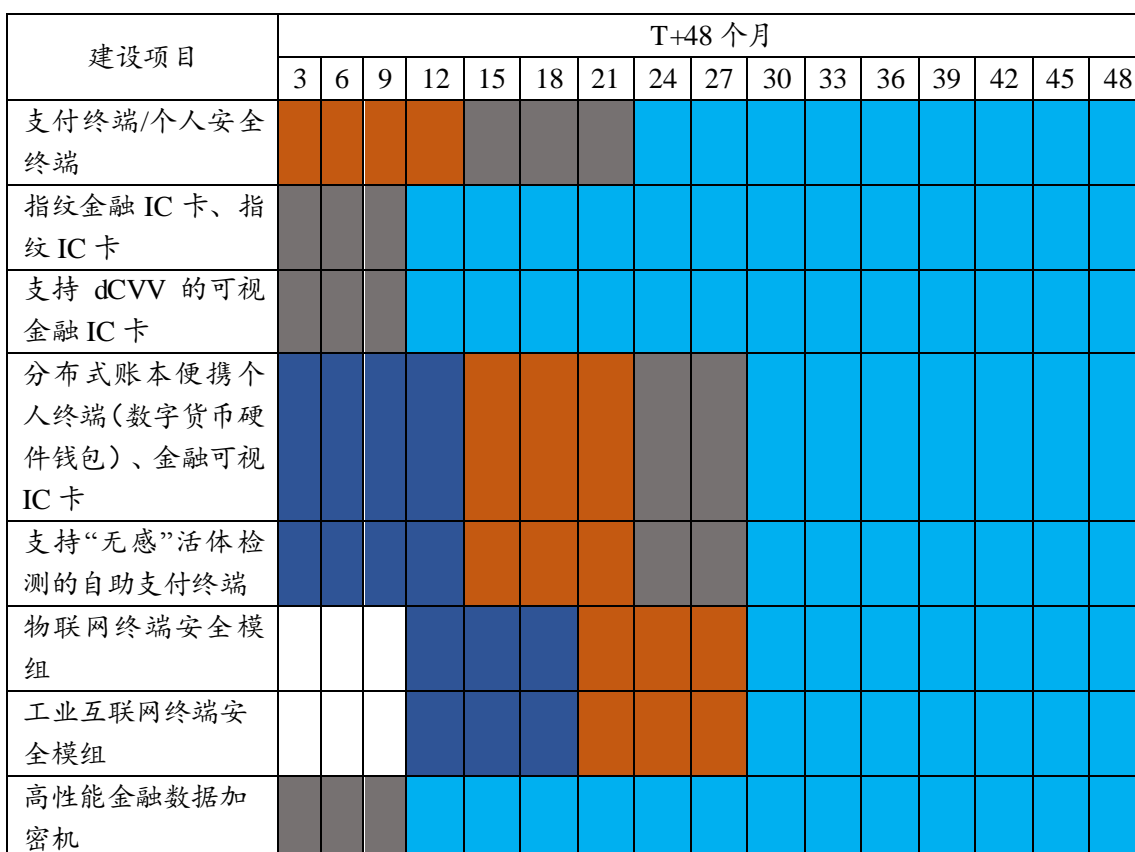 建设项目
T+48 个月
3 6 9 12 15 18 21 24 27 30 33 36 39 42 45 48
支付终端/个人安全
终端
指纹金融 IC 卡、指
纹 IC 卡
支持 dCVV 的可视
金融 IC 卡
分布式账本便携个
人终端（数字货币硬
件钱包）、金融可视
IC 卡
支持“无感”活体检
测的自助支付终端
物联网终端安全模
组
工业互联网终端安
全模组
高性能金融数据加
密机